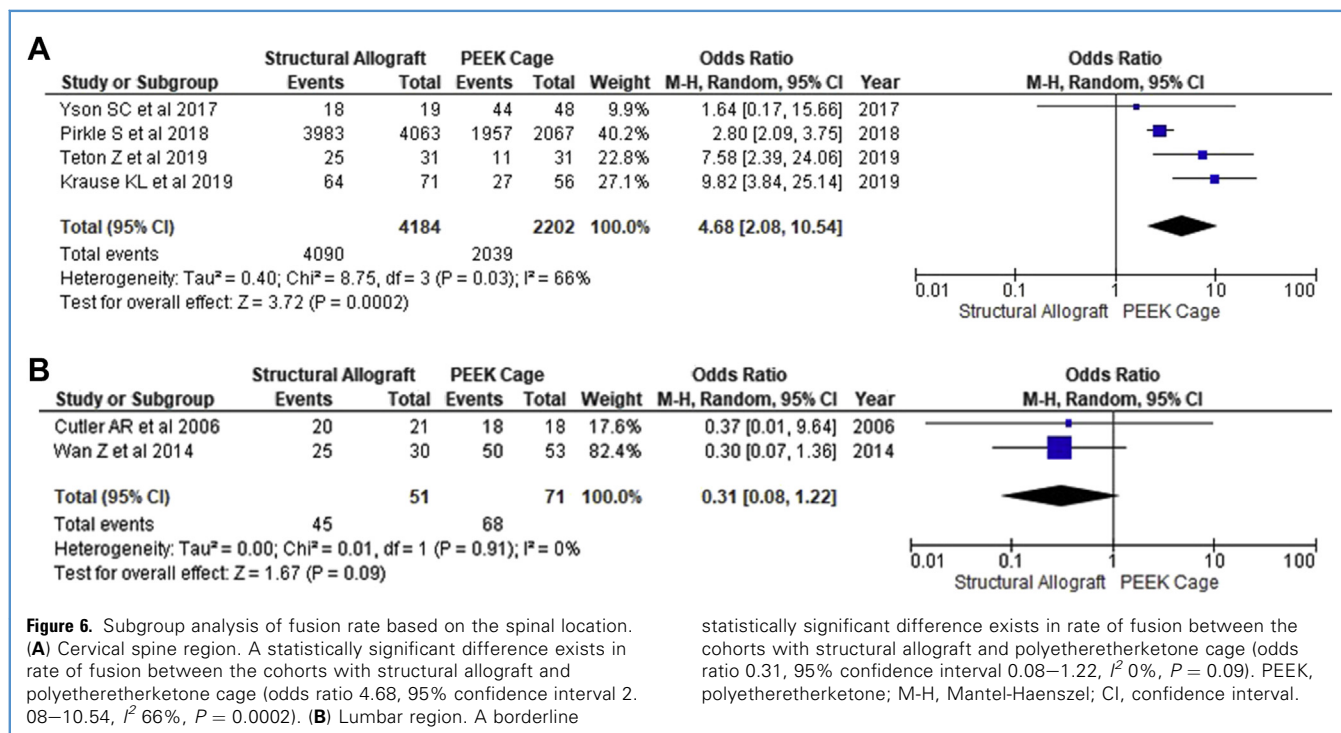 A
Structural Allograft PEEK Cage Odds Ratio Odds Ratio
Study or Subgroup Events Total Events Total Weight M-H, Random, 95% CI Year M-H, Random, 95% CI
Yson SC et al 2017 18 19 44 48 9.9% 1.64 [0.17, 15.66] 2017
Pirkle S et al 2018 3983 4063 1957 2067 40.2% 2.80 [2.09, 3.75] 2018
Teton Z et al 2019 25 31 11 31 22.8% 7.58 [2.39, 24.06] 2019
Krause KL et al 2019 64 71 27 56 27.1% 9.82 [3.84, 25.14] 2019
Total (95% CI) 4184 2202 100.0% 4.68 [2.08, 10.54]
Total events 4090 2039
Heterogeneity: Tau² = 0.40; Chi² = 8.75, df = 3 (P = 0.03); I² = 66%
Test for overall effect: Z = 3.72 (P = 0.0002)
0.01 0.1 1 10 100
Structural Allograft PEEK Cage
B
Structural Allograft PEEK Cage Odds Ratio Odds Ratio
Study or Subgroup Events Total Events Total Weight M-H, Random, 95% CI Year M-H, Random, 95% CI
Cutler AR et al 2006 20 21 18 18 17.6% 0.37 [0.01, 9.64] 2006
Wan Z et al 2014 25 30 50 53 82.4% 0.30 [0.07, 1.36] 2014
Total (95% CI) 51 71 100.0% 0.31 [0.08, 1.22]
Total events 45 68
Heterogeneity: Tau² = 0.00; Chi² = 0.01, df = 1 (P = 0.91); I² = 0%
Test for overall effect: Z = 1.67 (P = 0.09)
0.01 0.1 1 10 100
Structural Allograft PEEK Cage
Figure 6. Subgroup analysis of fusion rate based on the spinal location.
(A) Cervical spine region. A statistically significant difference exists in
rate of fusion between the cohorts with structural allograft and
polyetheretherketone cage (odds ratio 4.68, 95% confidence interval 2.
08–10.54, I² 66%, P = 0.0002). (B) Lumbar region. A borderline
statistically significant difference exists in rate of fusion between the
cohorts with structural allograft and polyetheretherketone cage (odds
ratio 0.31, 95% confidence interval 0.08–1.22, I² 0%, P = 0.09). PEEK,
polyetheretherketone; M-H, Mantel-Haenszel; CI, confidence interval.